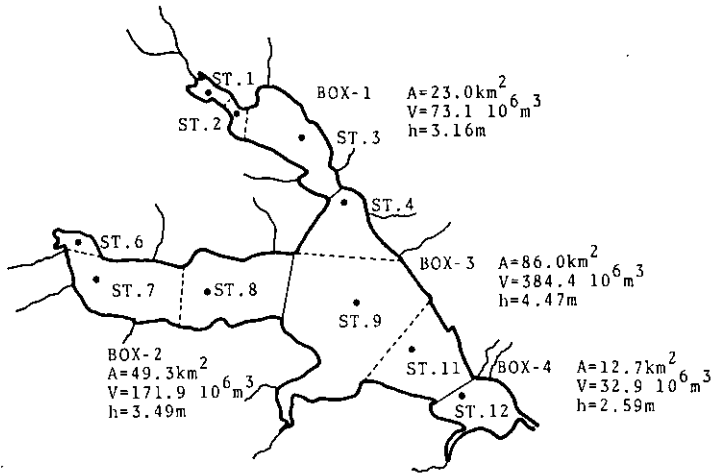 ST.1
BOX-1
A=23.0km²
V=73.1 10⁶m³
h=3.16m
ST.2
ST.3
ST.4
ST.6
ST.7
ST.8
BOX-3
A=86.0km²
V=384.4 10⁶m³
h=4.47m
ST.9
BOX-2
A=49.3km²
V=171.9 10⁶m³
h=3.49m
ST.11
BOX-4
A=12.7km²
V=32.9 10⁶m³
h=2.59m
ST.12